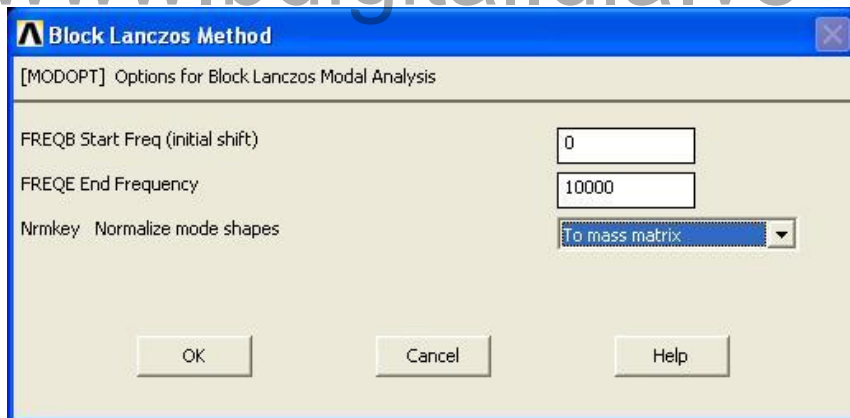 Block Lanczos Method
[MODOPT] Options for Block Lanczos Modal Analysis
FREQB Start Freq (initial shift)
0
FREQE End Frequency
10000
Nrmkey Normalize mode shapes
To mass matrix
OK
Cancel
Help